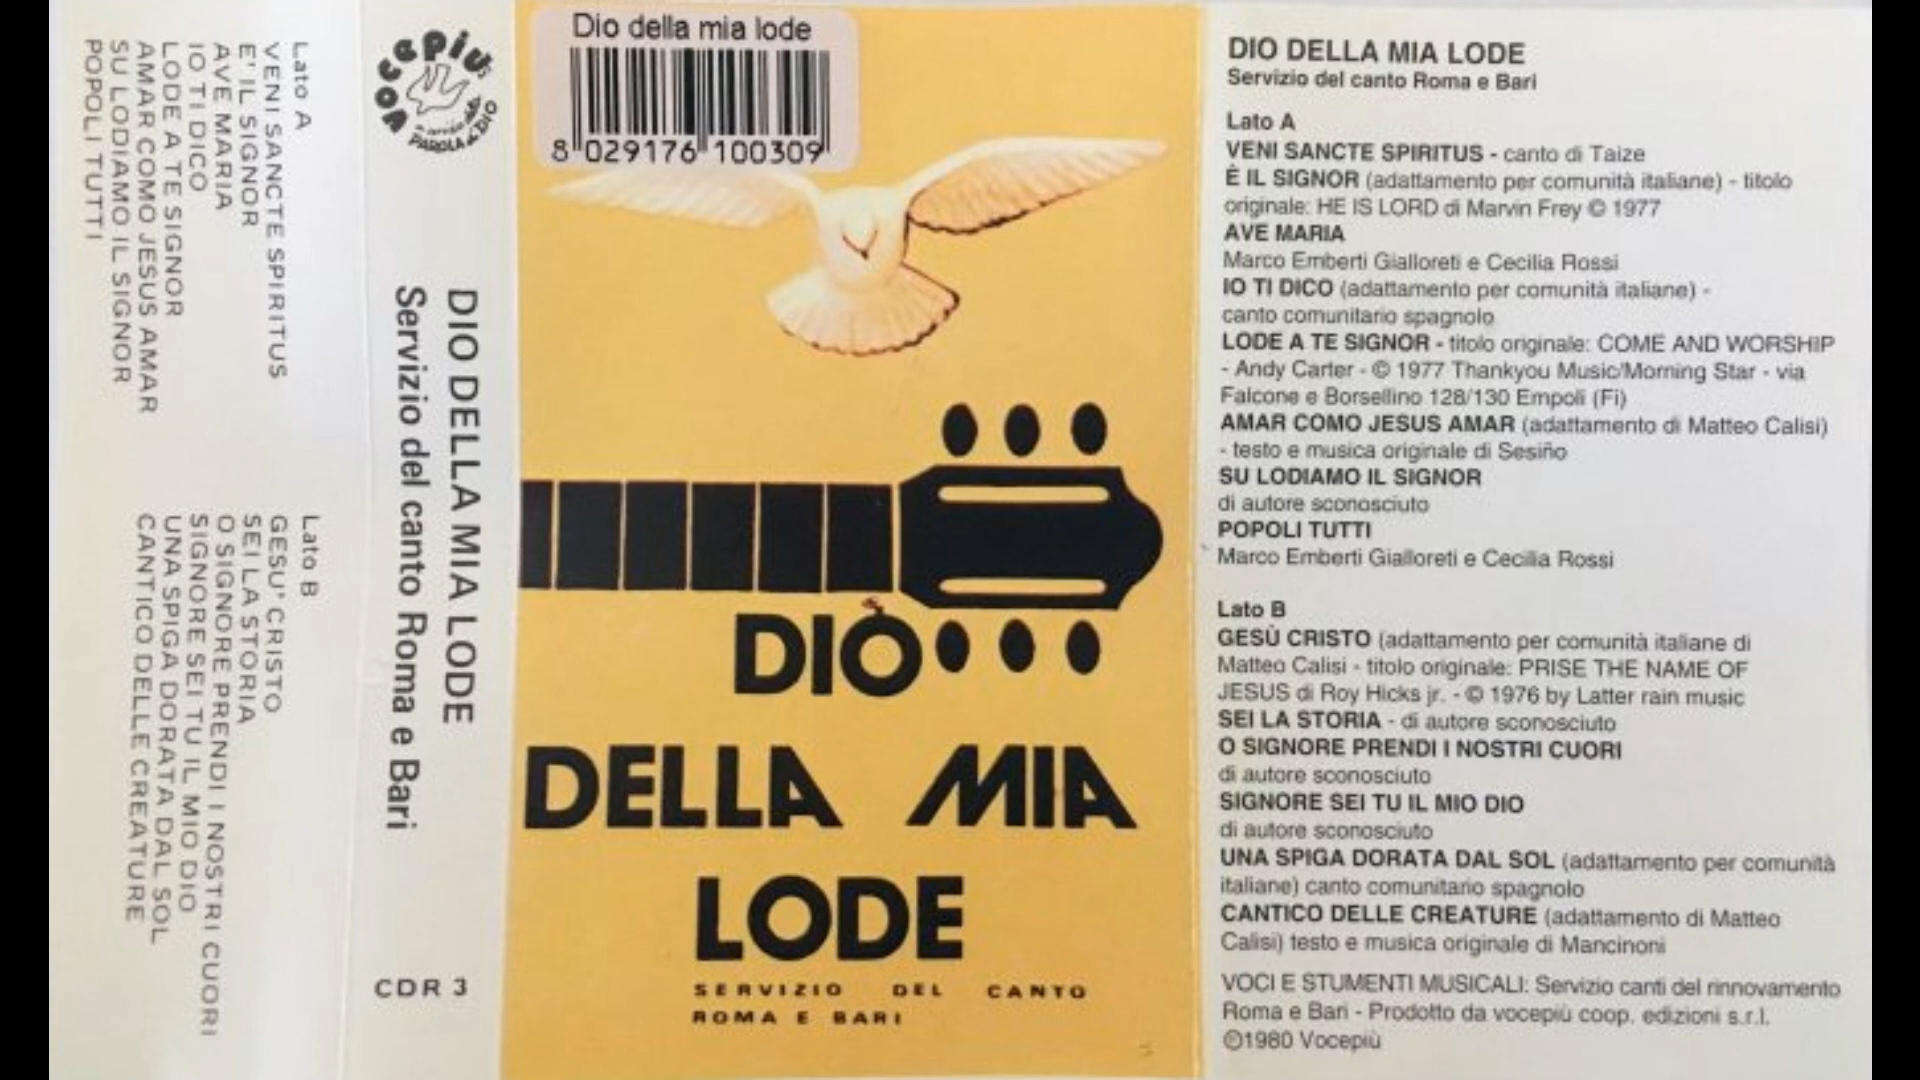 Lato A
VENI SANCTE SPIRITUS
E' IL SIGNOR
AVE MARIA
IO TI DICO
LODE A TE SIGNOR
AMAR COMO JESUS AMAR
SU LODIAMO IL SIGNOR
POPOLI TUTTI
Lato B
GESU' CRISTO
SEI LA STORIA
O SIGNORE PRENDI I NOSTRI CUORI
SIGNORE SEI TU IL MIO DIO
UNA SPIGA DORATA DAL SOL
CANTICO DELLE CREATURE
voce più
PAROLA di DIO
DIO DELLA MIA LODE
Servizio del canto Roma e Bari
CDR 3
Dio della mia lode
8 029176 100309
DIO
DELLA MIA
LODE
SERVIZIO DEL CANTO
ROMA E BARI
DIO DELLA MIA LODE
Servizio del canto Roma e Bari
Lato A
VENI SANCTE SPIRITUS - canto di Taize
È IL SIGNOR (adattamento per comunità italiane) - titolo
originale: HE IS LORD di Marvin Frey © 1977
AVE MARIA
Marco Emberti Gialloreti e Cecilia Rossi
IO TI DICO (adattamento per comunità italiane) -
canto comunitario spagnolo
LODE A TE SIGNOR - titolo originale: COME AND WORSHIP
- Andy Carter - © 1977 Thankyou Music/Morning Star - via
Falcone e Borsellino 128/130 Empoli (Fi)
AMAR COMO JESUS AMAR (adattamento di Matteo Calisi)
- testo e musica originale di Sesiño
SU LODIAMO IL SIGNOR
di autore sconosciuto
POPOLI TUTTI
Marco Emberti Gialloreti e Cecilia Rossi
Lato B
GESÙ CRISTO (adattamento per comunità italiane di
Matteo Calisi - titolo originale: PRISE THE NAME OF
JESUS di Roy Hicks jr. - © 1976 by Latter rain music
SEI LA STORIA - di autore sconosciuto
O SIGNORE PRENDI I NOSTRI CUORI
di autore sconosciuto
SIGNORE SEI TU IL MIO DIO
di autore sconosciuto
UNA SPIGA DORATA DAL SOL (adattamento per comunità
italiane) canto comunitario spagnolo
CANTICO DELLE CREATURE (adattamento di Matteo
Calisi) testo e musica originale di Mancinoni
VOCI E STUMENTI MUSICALI: Servizio canti del rinnovamento
Roma e Bari - Prodotto da vocepiù coop. edizioni s.r.l.
℗1980 Vocepiù